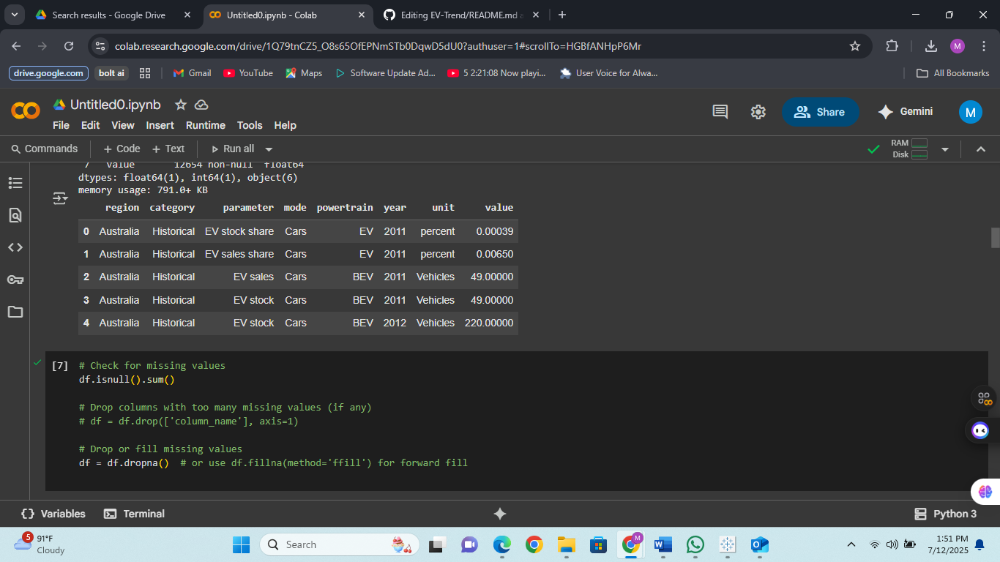 Search results - Google Drive
Untitled0.ipynb - Colab
Editing EV-Trend/README.md a
colab.research.google.com/drive/1Q79tnCZ5_O8s65OfEPNmSTb0DqwD5dU0?authuser=1#scrollTo=HGBfANHpP6Mr
M
drive.google.com
bolt ai
Gmail
YouTube
Maps
Software Update Ad...
5 2:21:08 Now playi...
User Voice for Alwa...
All Bookmarks
Untitled0.ipynb
File Edit View Insert Runtime Tools Help
Share
Gemini
M
Commands + Code + Text Run all
RAM
Disk
7 value 12654 non-null float64
dtypes: float64(1), int64(1), object(6)
memory usage: 791.0+ KB
region category parameter mode powertrain year unit value
0 Australia Historical EV stock share Cars EV 2011 percent 0.00039
1 Australia Historical EV sales share Cars EV 2011 percent 0.00650
2 Australia Historical EV sales Cars BEV 2011 Vehicles 49.00000
3 Australia Historical EV stock Cars BEV 2011 Vehicles 49.00000
4 Australia Historical EV stock Cars BEV 2012 Vehicles 220.00000
[7] # Check for missing values
df.isnull().sum()
# Drop columns with too many missing values (if any)
# df = df.drop(['column_name'], axis=1)
# Drop or fill missing values
df = df.dropna() # or use df.fillna(method='ffill') for forward fill
{} Variables
Terminal
Python 3
5
91°F
Cloudy
Search
M
1:51 PM
7/12/2025